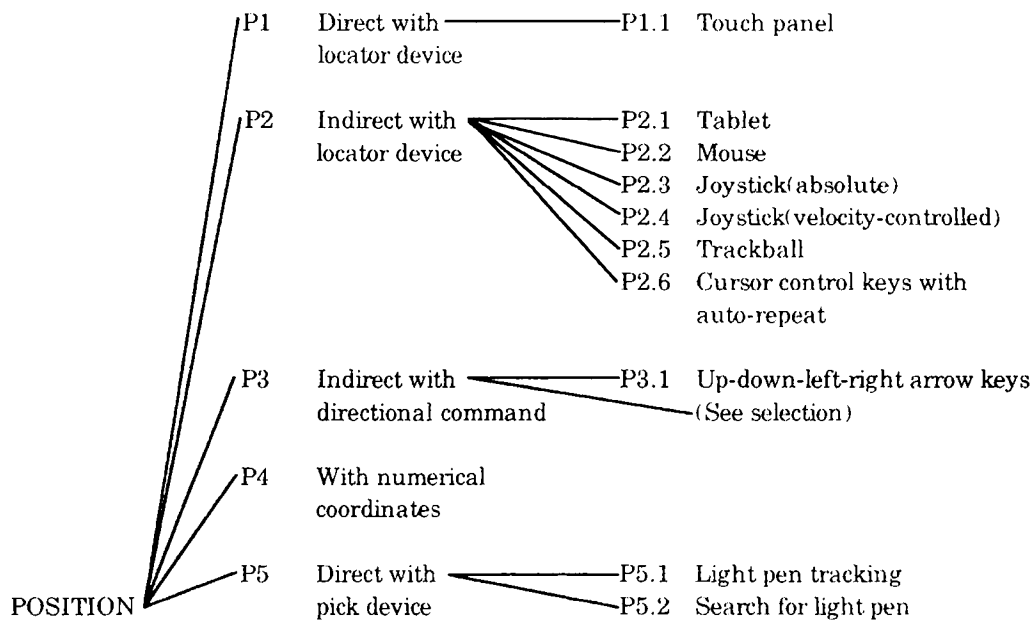 P1 Direct with P1.1 Touch panel
locator device
P2 Indirect with P2.1 Tablet
locator device P2.2 Mouse
P2.3 Joystick(absolute)
P2.4 Joystick(velocity-controlled)
P2.5 Trackball
P2.6 Cursor control keys with
auto-repeat
P3 Indirect with P3.1 Up-down-left-right arrow keys
directional command (See selection)
P4 With numerical
coordinates
P5 Direct with P5.1 Light pen tracking
POSITION pick device P5.2 Search for light pen